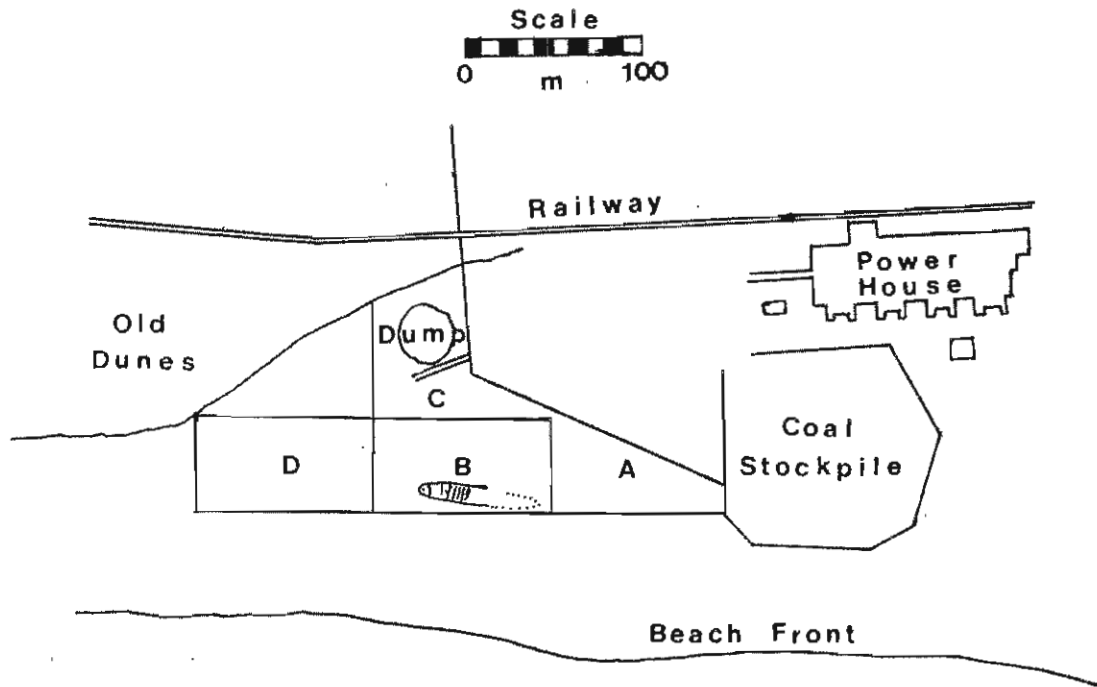 Scale
0 100
m
Railway
Power
House
Old
Dunes
Dump
C
Coal
Stockpile
D B A
Beach Front